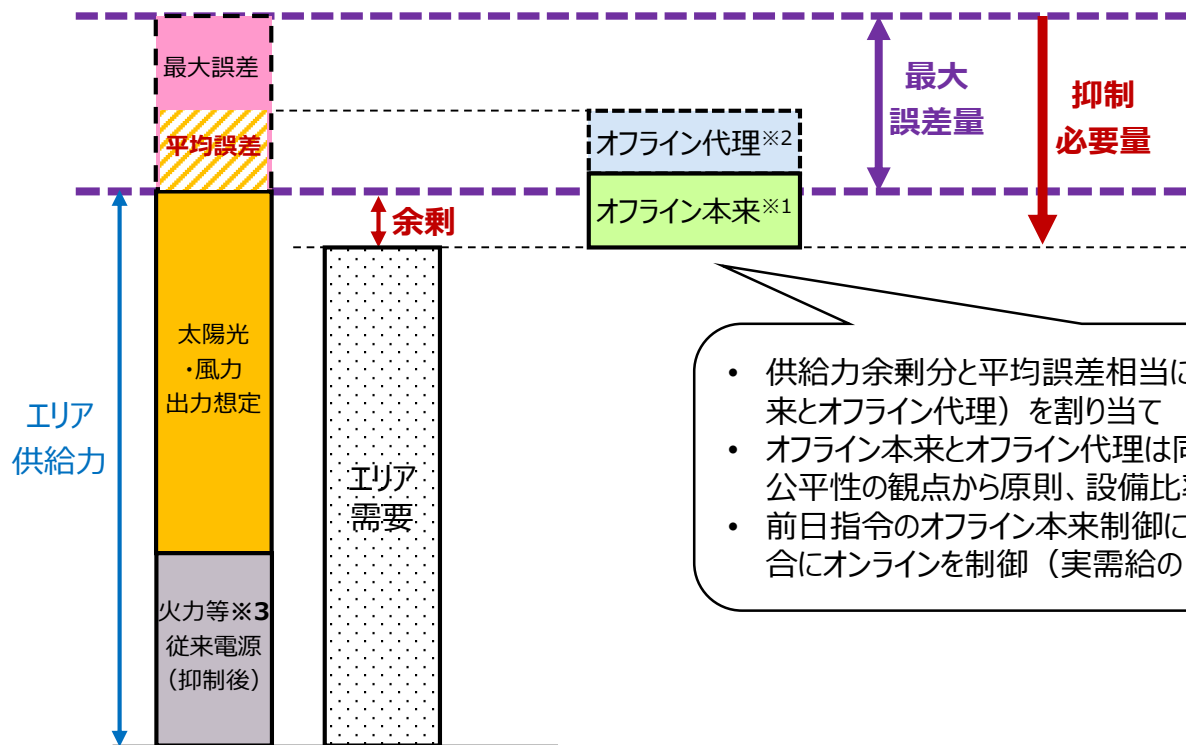 最大誤差
平均誤差
太陽光
・風力
出力想定
火力等※3
従来電源
（抑制後）
エリア
供給力
余剰
エリア
需要
オフライン代理※2
オフライン本来※1
最大
誤差量
抑制
必要量
• 供給力余剰分と平均誤差相当に
来とオフライン代理）を割り当て
• オフライン本来とオフライン代理は同
公平性の観点から原則、設備比率
• 前日指令のオフライン本来制御に
合にオンラインを制御（実需給の